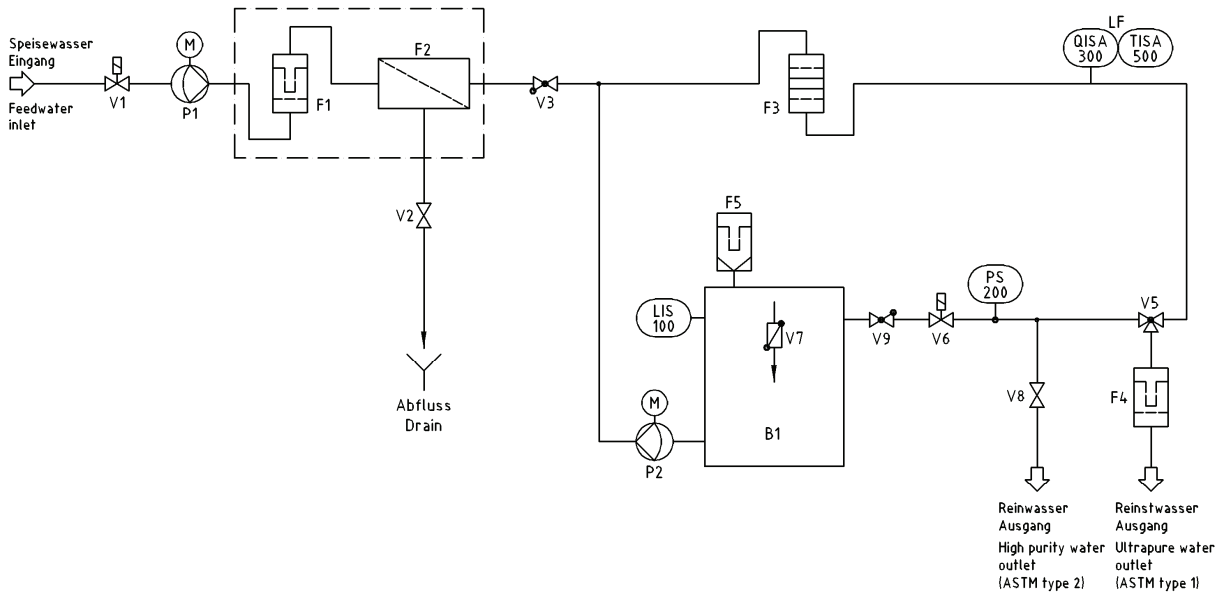 Speisewasser
Eingang
Feedwater
inlet
V1
M
P1
F1
F2
V2
Abfluss
Drain
V3
F3
LF
QISA
300
TISA
500
F5
LIS
100
V7
B1
M
P2
V9
V6
PS
200
V5
V8
F4
Reinwasser
Ausgang
High purity water
outlet
(ASTM type 2)
Reinstwasser
Ausgang
Ultrapure water
outlet
(ASTM type 1)